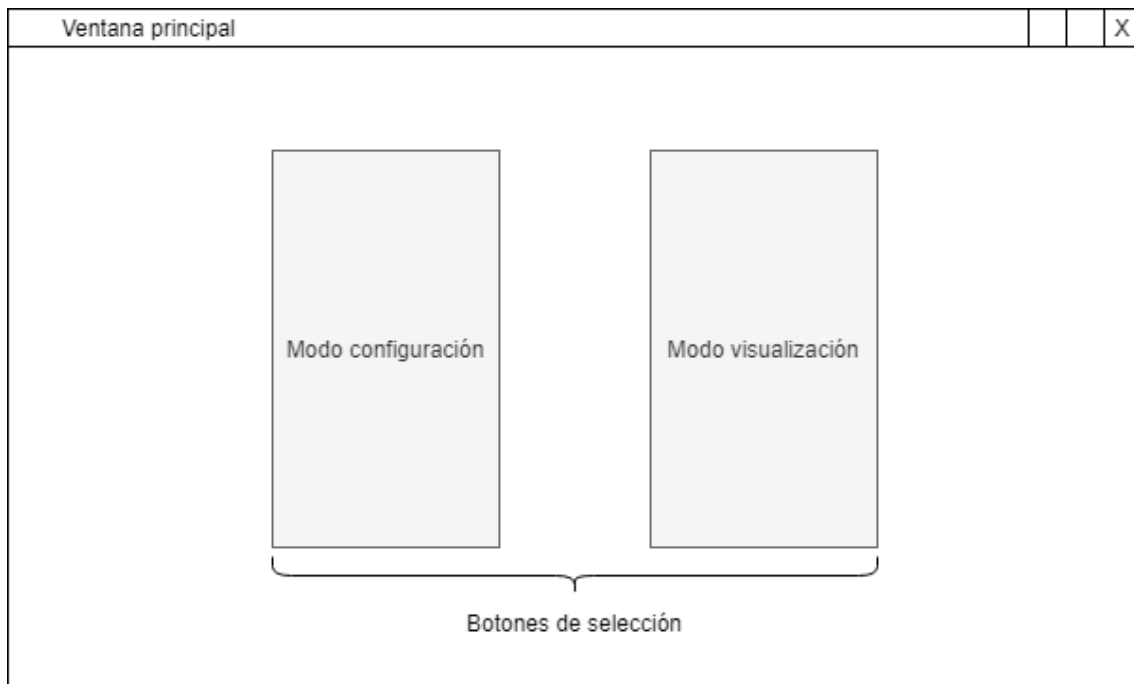 Ventana principal
X
Modo configuración
Modo visualización
Botones de selección